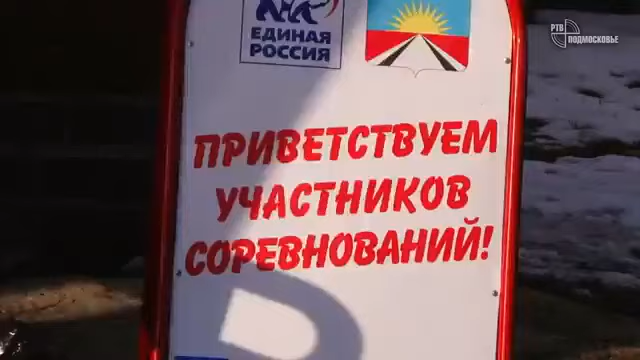 РТВ
ПОДМОСКОВЬЕ
ЕДИНАЯ
РОССИЯ
ПРИВЕТСТВУЕМ
УЧАСТНИКОВ
СОРЕВНОВАНИЙ!